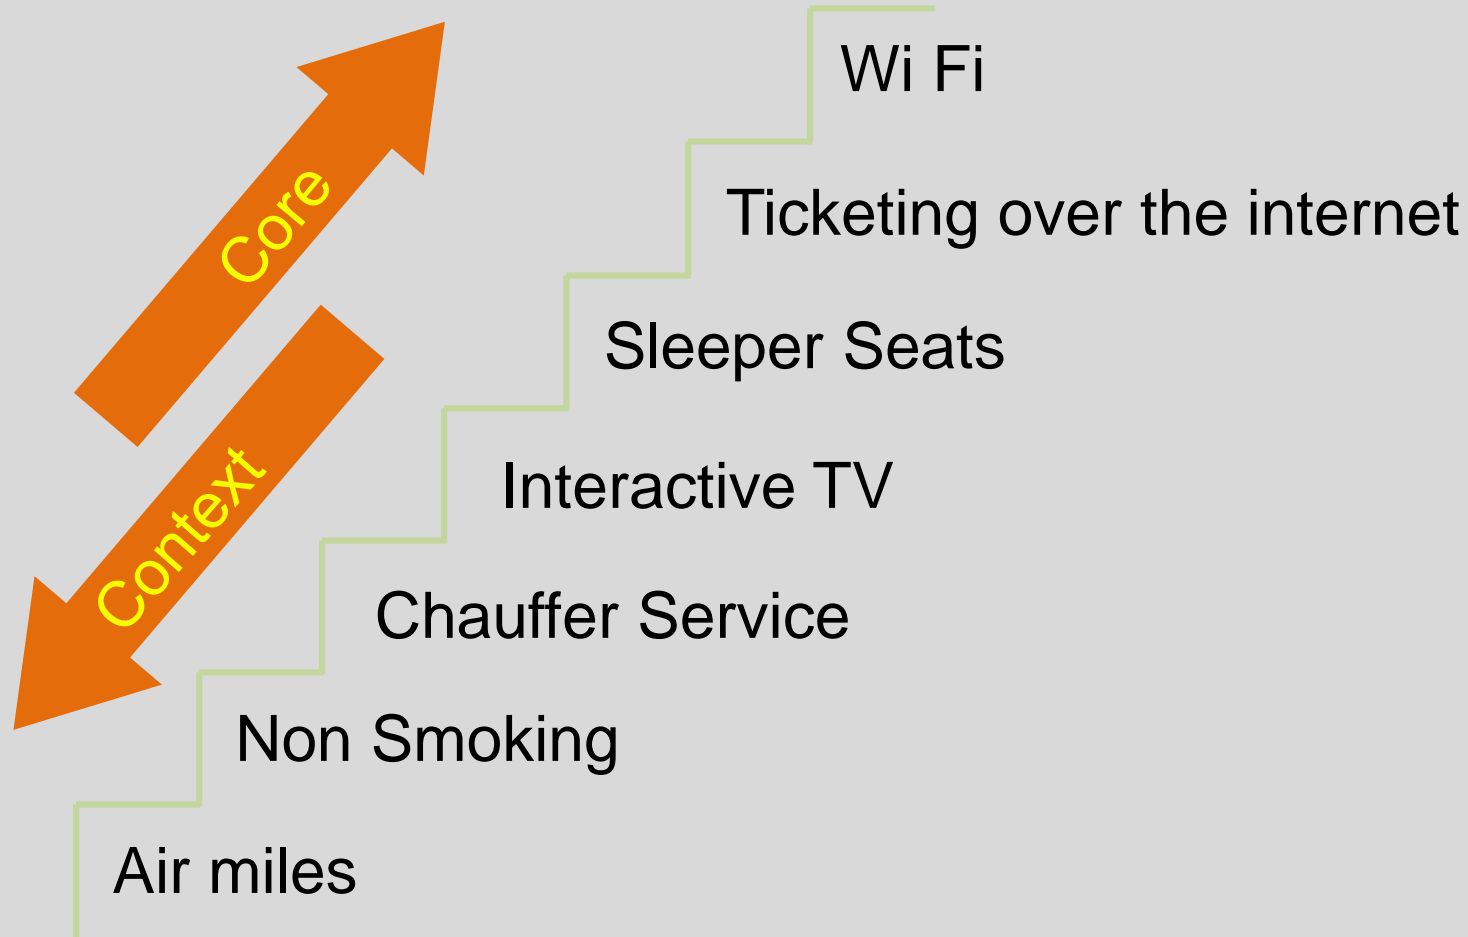 Wi Fi
Core
Ticketing over the internet
Sleeper Seats
Interactive TV
Context
Chauffer Service
Non Smoking
Air miles